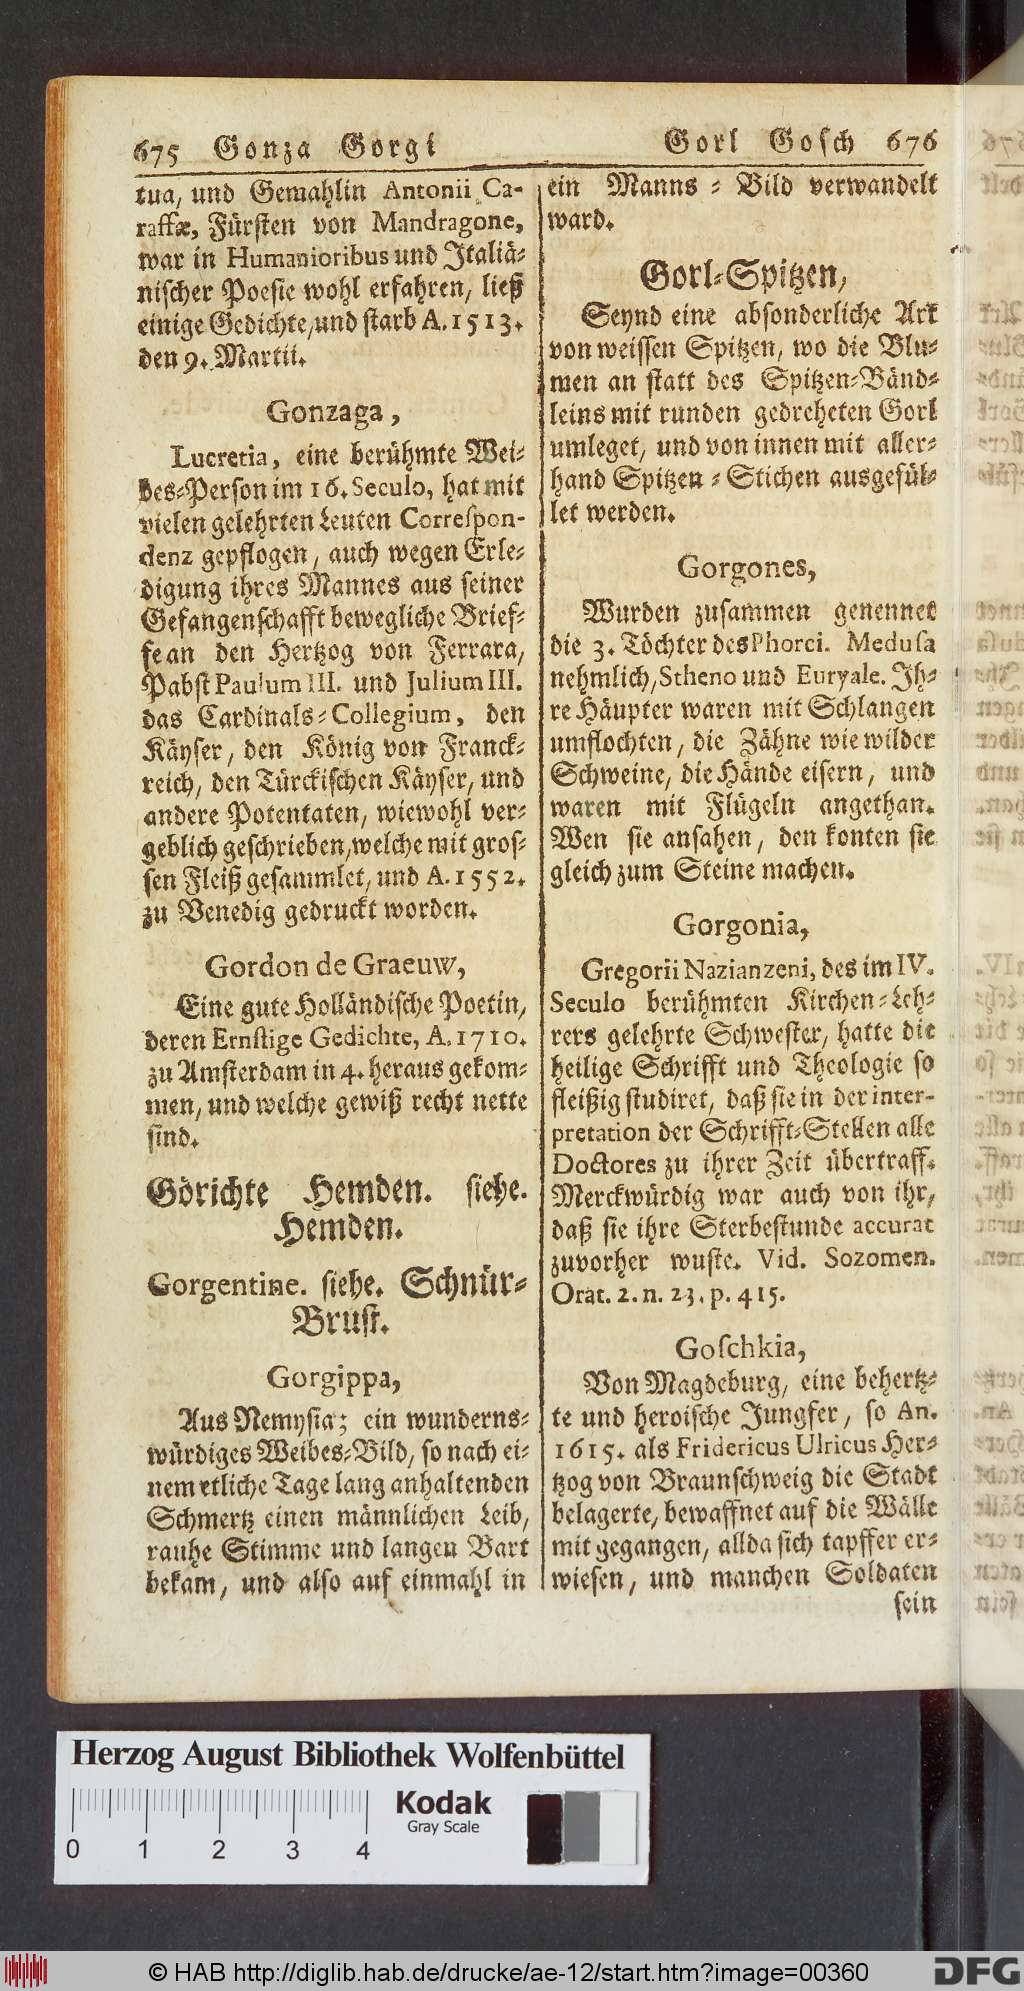 675 Gonza Gorgi
tua, und Gemahlin Antonii Ca-
raffæ, Fürsten von Mandragone,
war in Humanioribus und Italiä-
nischer Poesie wohl erfahren, ließ
einige Gedichte, und starb A. 1513.
den 9. Martii.
Gonzaga,
Lucretia, eine berühmte Wei-
bes-Person im 16. Seculo, hat mit
vielen gelehrten Leuten Correspon-
denz gepflogen, auch wegen Erle-
digung ihres Mannes aus seiner
Gefangenschafft bewegliche Brief-
fe an den Hertzog von Ferrara,
Pabst Paulum III. und Julium III.
das Cardinals-Collegium, den
Käyser, den König von Franck-
reich, den Türckischen Käyser, und
andere Potentaten, wiewohl ver-
geblich geschrieben, welche mit gros-
sen Fleiß gesammlet, und A. 1552.
zu Venedig gedruckt worden.
Gordon de Graeuw,
Eine gute Holländische Poetin,
deren Ernstige Gedichte, A. 1710.
zu Amsterdam in 4. heraus gekom-
men, und welche gewiß recht nette
sind.
Görichte Hemden. siehe.
Hemden.
Gorgentine. siehe. Schnür-
Brust.
Gorgippa,
Aus Nemysia; ein wunderns-
würdiges Weibes-Bild, so nach ei-
nem etliche Tage lang anhaltenden
Schmertz einen männlichen Leib,
rauhe Stimme und langen Bart
bekam, und also auf einmahl in
Gorl Gosch 676
ein Manns-Bild verwandelt
ward.
Gorl-Spitzen,
Seynd eine absonderliche Art
von weissen Spitzen, wo die Blu-
men an statt des Spitzen-Bänd-
leins mit runden gedreheten Gorl
umleget, und von innen mit aller-
hand Spitzen-Stichen ausgefül-
let werden.
Gorgones,
Wurden zusammen genennet
die 3. Töchter des Phorci. Medusa
nehmlich, Stheno und Euryale. Ih-
re Häupter waren mit Schlangen
umflochten, die Zähne wie wilder
Schweine, die Hände eisern, und
waren mit Flügeln angethan.
Wen sie ansahen, den konten sie
gleich zum Steine machen.
Gorgonia,
Gregorii Nazianzeni, des im IV.
Seculo berühmten Kirchen-Leh-
rers gelehrte Schwester, hatte die
heilige Schrifft und Theologie so
fleißig studiret, daß sie in der inter-
pretation der Schrifft-Stellen alle
Doctores zu ihrer Zeit übertraff.
Merckwürdig war auch von ihr,
daß sie ihre Sterbestunde accurat
zuvorher wuste. Vid. Sozomen.
Orat. 2. n. 23. p. 415.
Goschkia,
Von Magdeburg, eine behertz-
te und heroische Jungfer, so An.
1615. als Fridericus Ulricus Her-
tzog von Braunschweig die Stadt
belagerte, bewaffnet auf die Wälle
mit gegangen, allda sich tapffer er-
wiesen, und manchen Soldaten
sein
Herzog August Bibliothek Wolfenbüttel
Kodak
Gray Scale
0 1 2 3 4
© HAB http://diglib.hab.de/drucke/ae-12/start.htm?image=00360
DFG